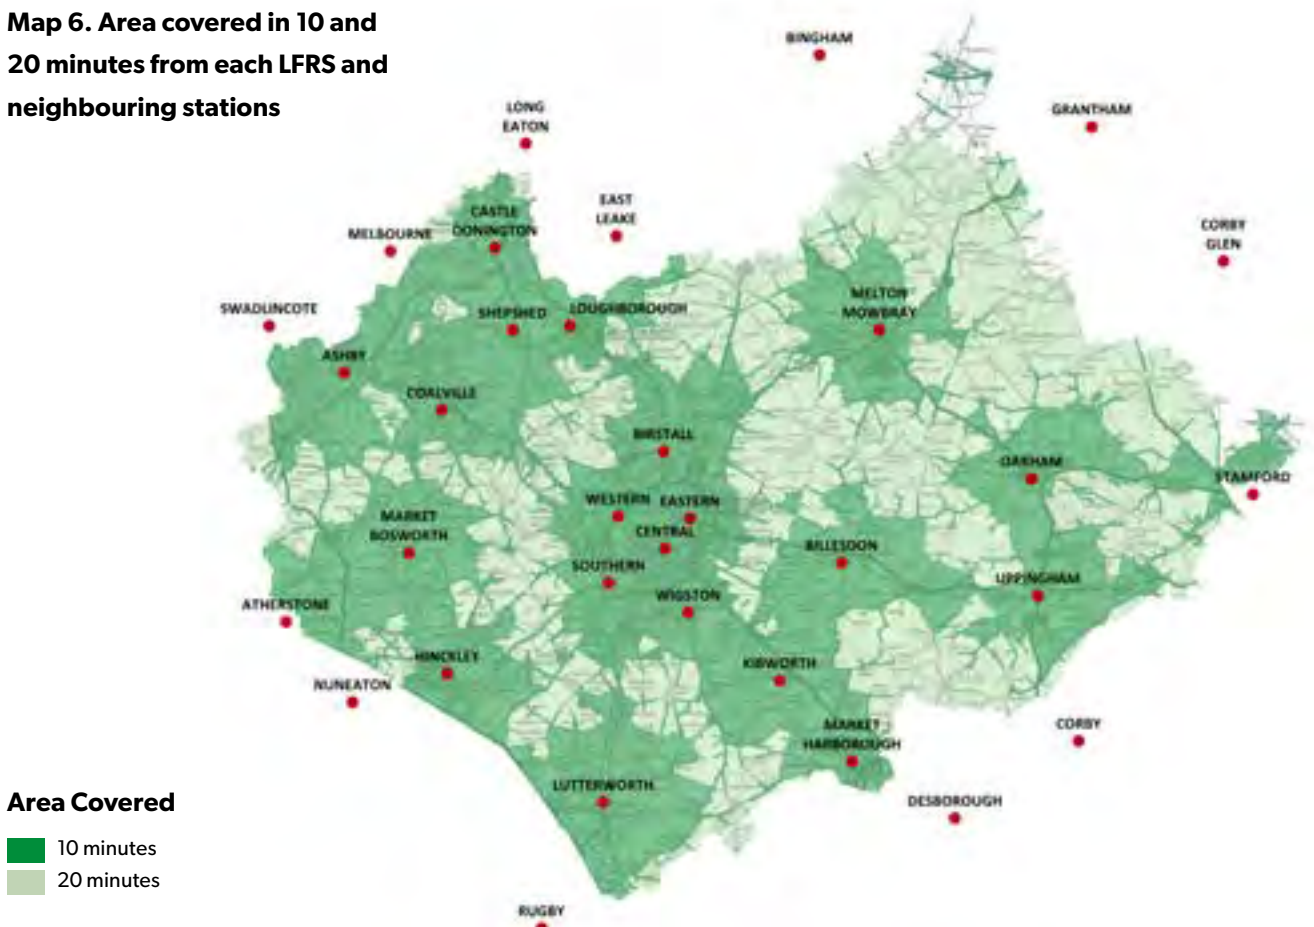 Map 6. Area covered in 10 and
20 minutes from each LFRS and
neighbouring stations
BINGHAM
GRANTHAM
LONG
EATON
EAST
LEAKE
CASTLE
DONINGTON
MELBOURNE
CORBY
GLEN
SWADLINCOTE
SHEPSHED
LOUGHBOROUGH
MELTON
MOWBRAY
ASHBY
COALVILLE
BIRSTALL
OAKHAM
STAMFORD
WESTERN
EASTERN
MARKET
BOSWORTH
CENTRAL
BILLESDON
SOUTHERN
UPPINGHAM
WIGSTON
ATHERSTONE
HINCKLEY
KIBWORTH
NUNEATON
MARKET
HARBOROUGH
CORBY
LUTTERWORTH
DESBOROUGH
Area Covered
10 minutes
20 minutes
RUGBY